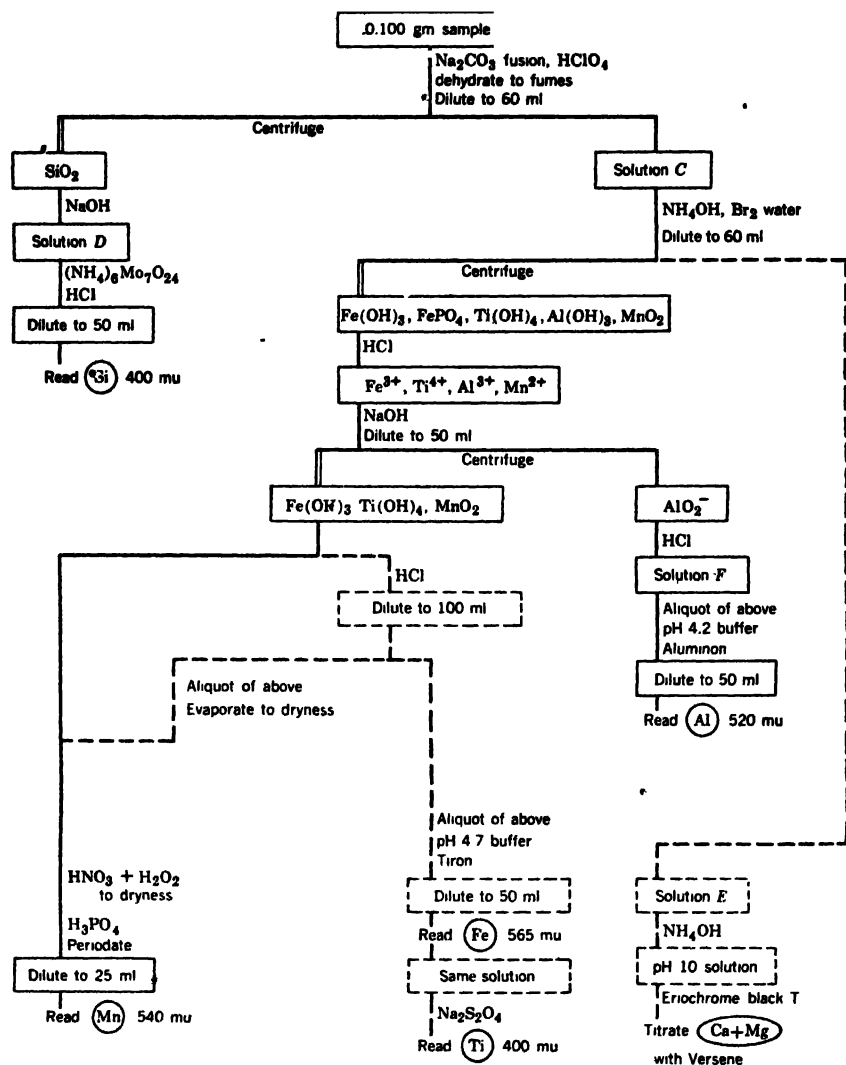 .0.100 gm sample
Na₂CO₃ fusion, HClO₄
dehydrate to fumes
Dilute to 60 ml
Centrifuge
SiO₂
Solution C
NaOH
NH₄OH, Br₂ water
Dilute to 60 ml
Solution D
(NH₄)₆Mo₇O₂₄
HCl
Dilute to 50 ml
Read Si 400 mu
Centrifuge
Fe(OH)₃, FePO₄, Ti(OH)₄, Al(OH)₃, MnO₂
HCl
Fe³⁺, Ti⁴⁺, Al³⁺, Mn²⁺
NaOH
Dilute to 50 ml
Centrifuge
Fe(OH)₃ Ti(OH)₄, MnO₂
AlO₂⁻
HCl
Solution F
Aliquot of above
pH 4.2 buffer
Aluminon
Dilute to 50 ml
Read Al 520 mu
HCl
Dilute to 100 ml
Aliquot of above
Evaporate to dryness
Aliquot of above
pH 4 7 buffer
Tiron
Dilute to 50 ml
Read Fe 565 mu
Same solution
Na₂S₂O₄
Read Ti 400 mu
HNO₃ + H₂O₂
to dryness
H₃PO₄
Periodate
Dilute to 25 ml
Read Mn 540 mu
Solution E
NH₄OH
pH 10 solution
Eriochrome black T
Titrate Ca+Mg
with Versene